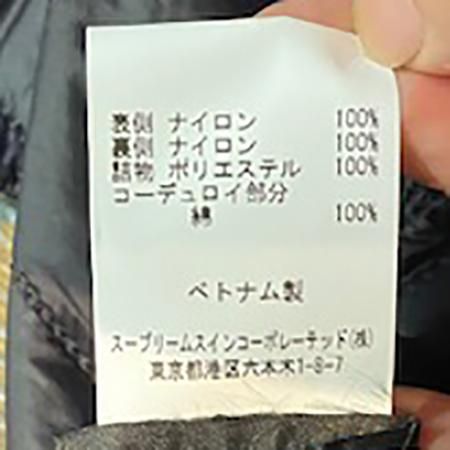 表側 ナイロン 100%
裏側 ナイロン 100%
詰物 ポリエステル 100%
コーデュロイ部分
綿 100%
ベトナム製
スープリームスインコーポレーテッド(株)
東京都港区六本木1-8-7